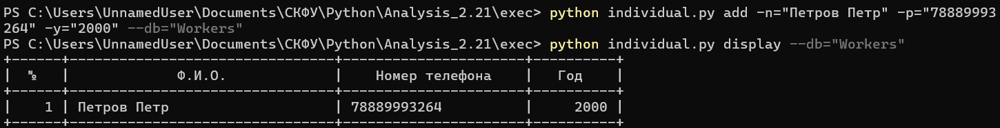 PS C:\Users\UnnamedUser\Documents\СКФУ\Python\Analysis_2.21\exec> python individual.py add -n="Петров Петр" -p="78889993
264" -y="2000" --db="Workers"
PS C:\Users\UnnamedUser\Documents\СКФУ\Python\Analysis_2.21\exec> python individual.py display --db="Workers"
+------+--------------------------------+----------------------+----------+
|  №   |             Ф.И.О.             |    Номер телефона    |   Год    |
+------+--------------------------------+----------------------+----------+
|    1 | Петров Петр                    | 78889993264          |     2000 |
+------+--------------------------------+----------------------+----------+